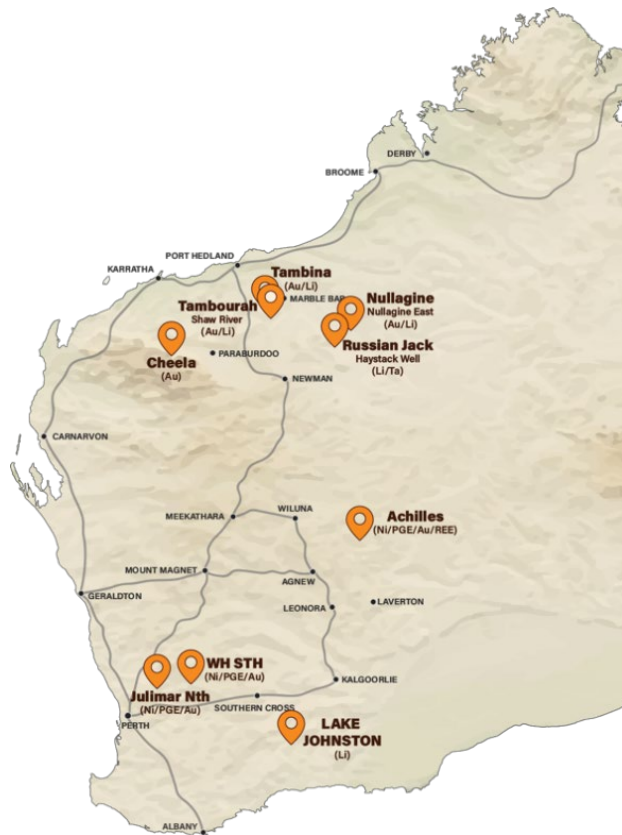 DERBY
BROOME
PORT HEDLAND
KARRATHA
Tambina
(Au/Li)
MARBLE BAR
Tambourah
Shaw River
(Au/Li)
Nullagine
Nullagine East
(Au/Li)
Russian Jack
Haystack Well
(Li/Ta)
Cheela
(Au)
PARABURDOO
NEWMAN
CARNARVON
MEEKATHARA
WILUNA
Achilles
(Ni/PGE/Au/REE)
MOUNT MAGNET
AGNEW
GERALDTON
LEONORA
LAVERTON
WH STH
(Ni/PGE/Au)
Julimar Nth
(Ni/PGE/Au)
KALGOORLIE
SOUTHERN CROSS
PERTH
LAKE
JOHNSTON
(Li)
ALBANY